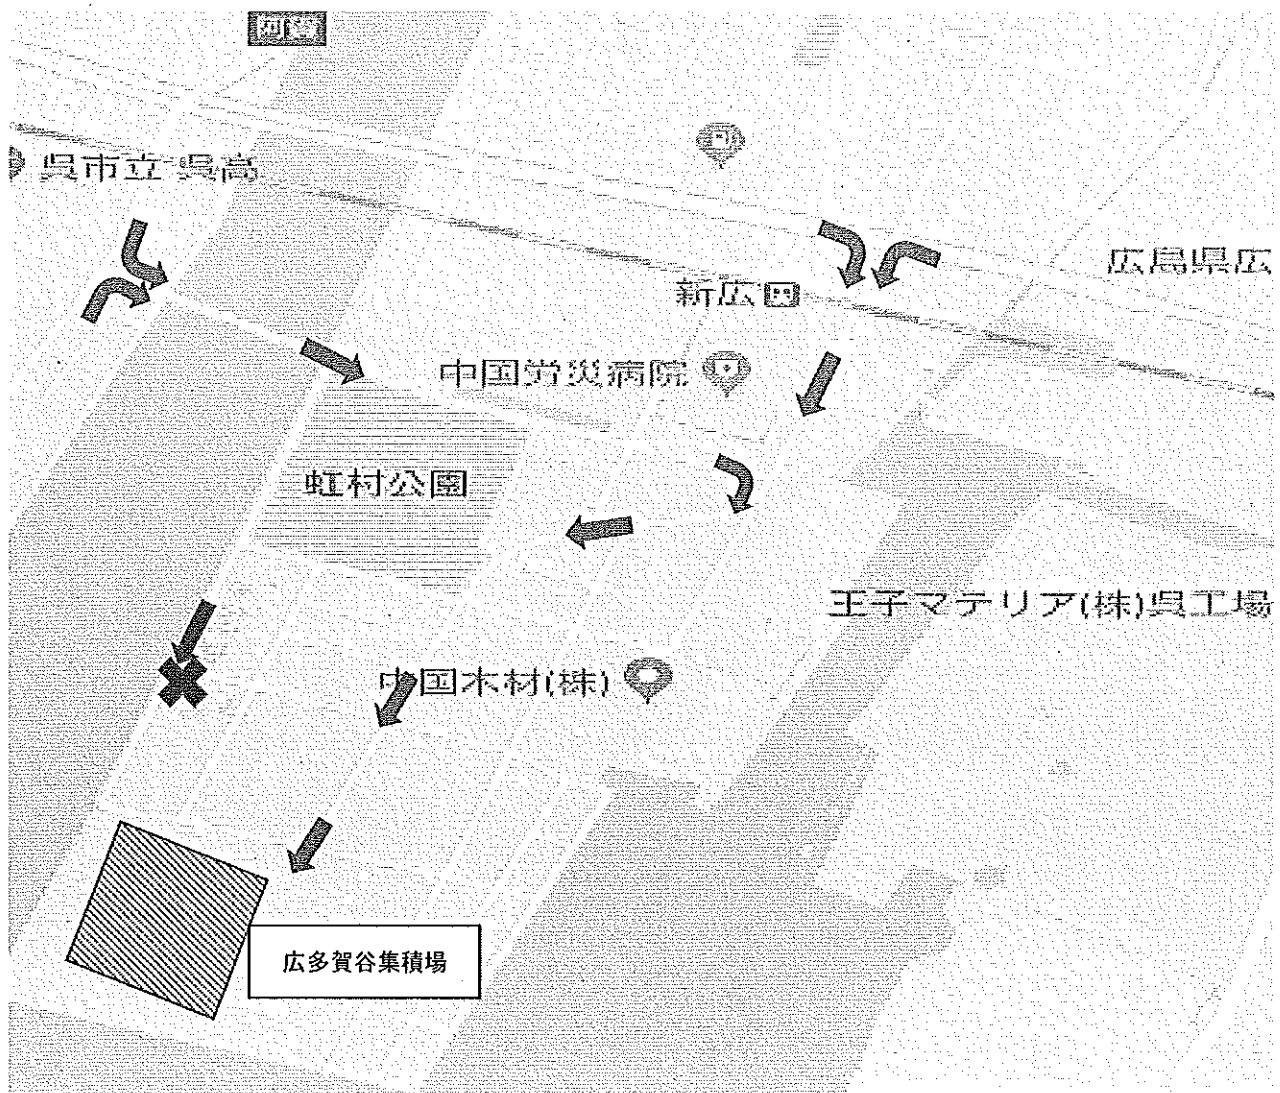 呉市立 呉高
広島県広
新広
中国労災病院
虹村公園
王子マテリア(株)呉工場
中国木材(株)
広多賀谷集積場